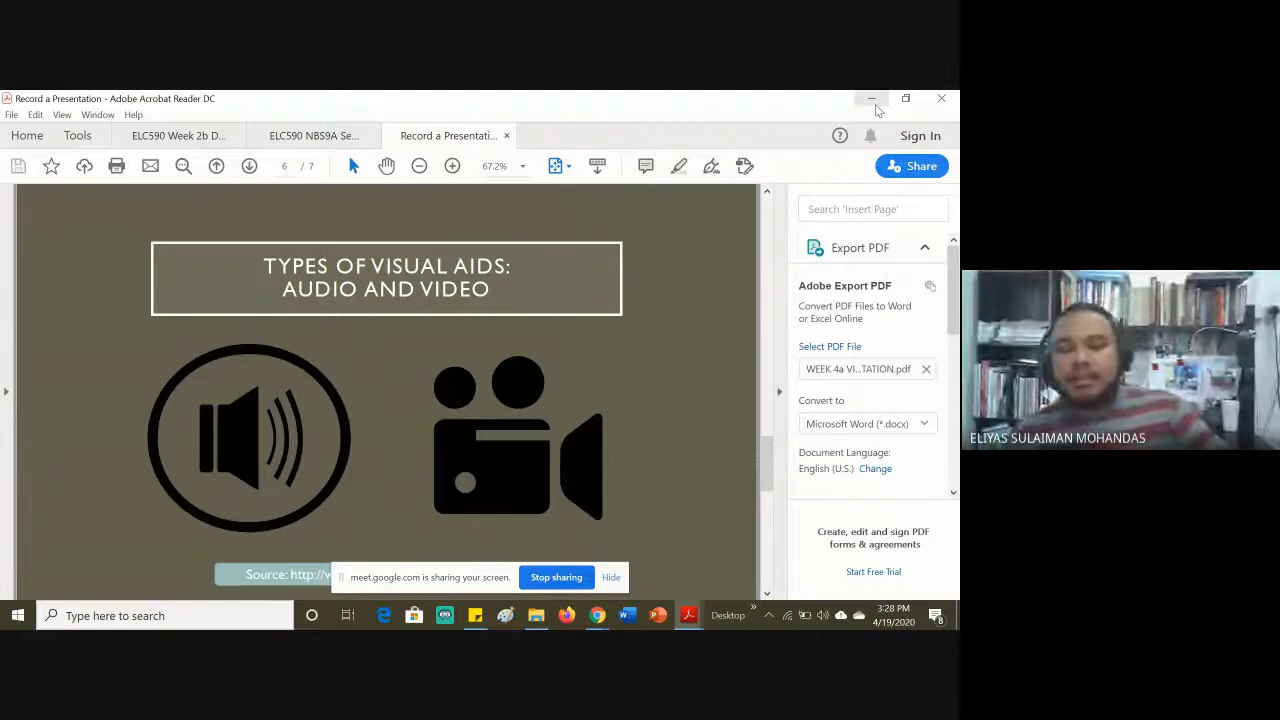 Record a Presentation - Adobe Acrobat Reader DC
File Edit View Window Help
Home Tools ELC590 Week 2b D... ELC590 NBS9A Se... Record a Presentati... ×
Sign In
6 / 7 67.2% Share
TYPES OF VISUAL AIDS:
AUDIO AND VIDEO
Source: http://w
meet.google.com is sharing your screen. Stop sharing Hide
Search 'Insert Page'
Export PDF
Adobe Export PDF
Convert PDF Files to Word
or Excel Online
Select PDF File
WEEK 4a VI...TATION.pdf
Convert to
Microsoft Word (*.docx)
Document Language:
English (U.S.) Change
Create, edit and sign PDF
forms & agreements
Start Free Trial
ELIYAS SULAIMAN MOHANDAS
Type here to search
Desktop
3:28 PM
4/19/2020
8